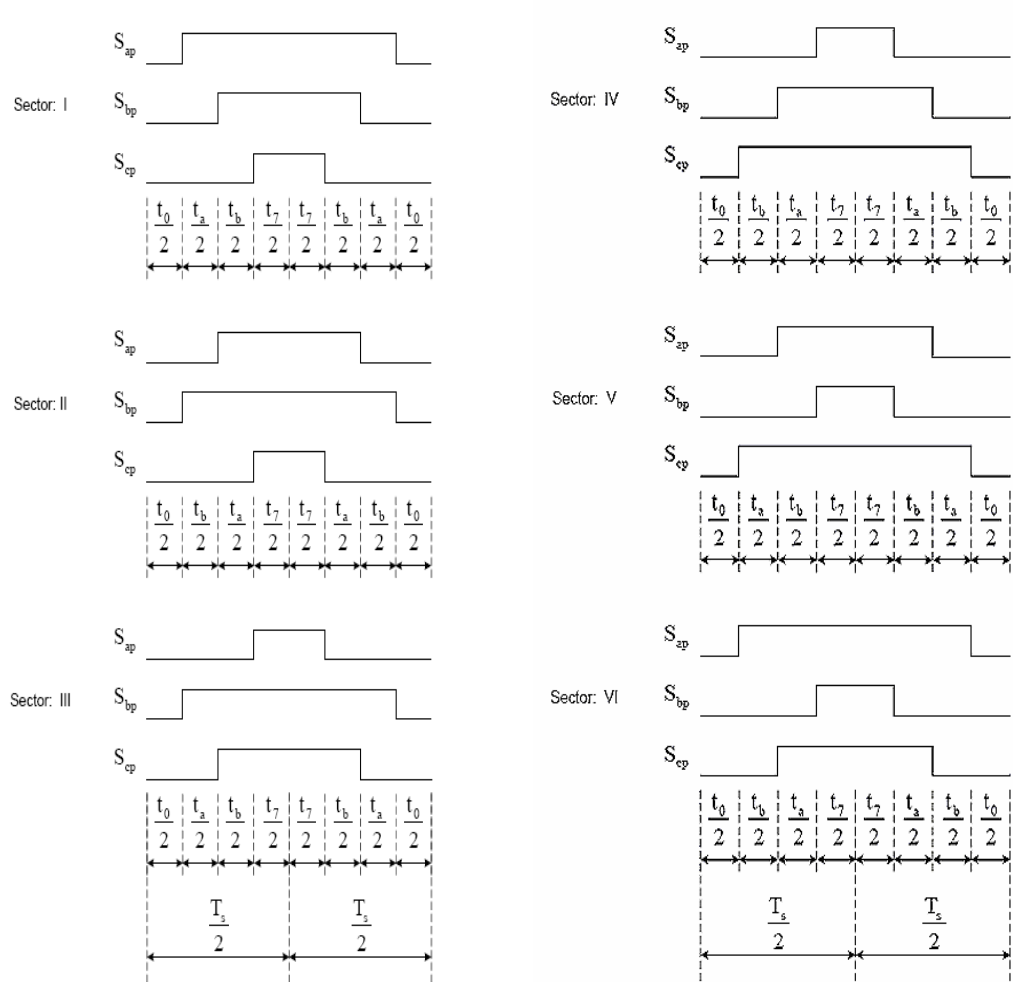 S_ap
Sector: I
S_bp
S_cp
t_0/2 t_a/2 t_b/2 t_7/2 t_7/2 t_b/2 t_a/2 t_0/2
S_ap
Sector: II
S_bp
S_cp
t_0/2 t_b/2 t_a/2 t_7/2 t_7/2 t_a/2 t_b/2 t_0/2
S_ap
Sector: III
S_bp
S_cp
t_0/2 t_a/2 t_b/2 t_7/2 t_7/2 t_b/2 t_a/2 t_0/2
T_s/2 T_s/2
S_ap
Sector: IV
S_bp
S_cp
t_0/2 t_b/2 t_a/2 t_7/2 t_7/2 t_a/2 t_b/2 t_0/2
S_ap
Sector: V
S_bp
S_cp
t_0/2 t_a/2 t_b/2 t_7/2 t_7/2 t_b/2 t_a/2 t_0/2
S_ap
Sector: VI
S_bp
S_cp
t_0/2 t_b/2 t_a/2 t_7/2 t_7/2 t_a/2 t_b/2 t_0/2
T_s/2 T_s/2